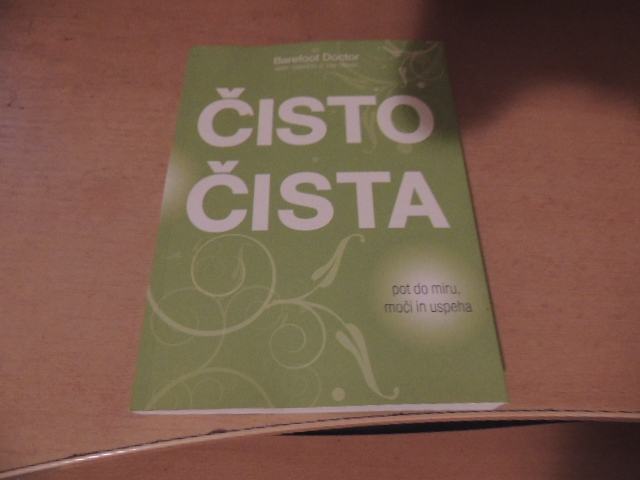 Barefoot Doctor
ČISTO
ČISTA
pot do miru,
moči in uspeha